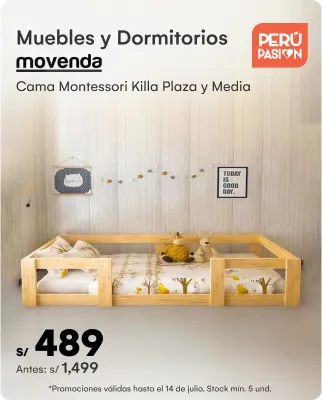 Muebles y Dormitorios
movenda
PERÚ
PASIÓN
Cama Montessori Killa Plaza y Media
TODAY
IS A
GOOD
DAY.
S/ 489
Antes: s/ 1,499
*Promociones válidas hasta el 14 de julio. Stock mín. 5 und.